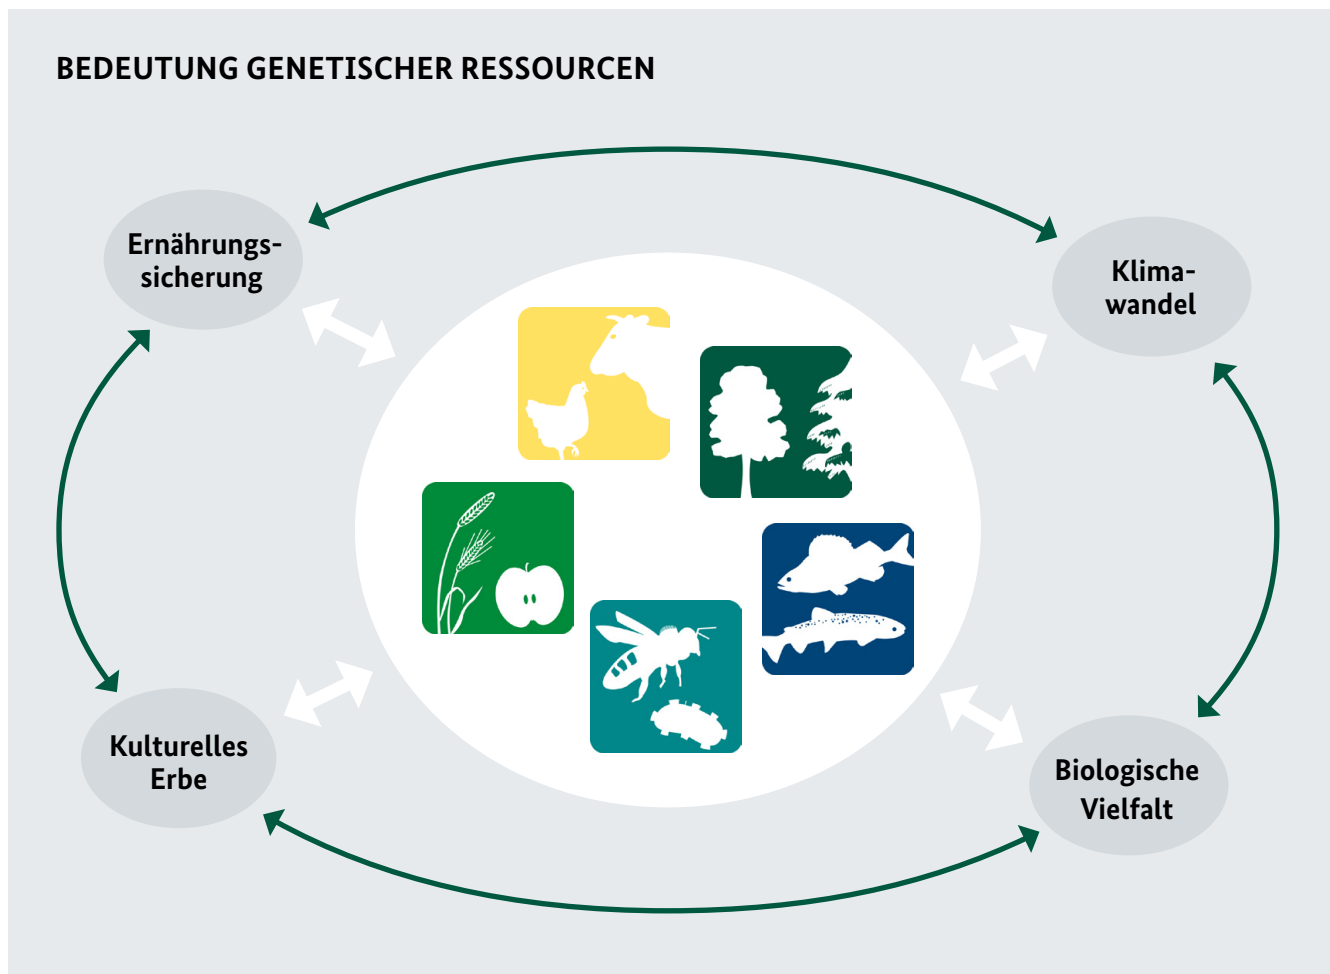 BEDEUTUNG GENETISCHER RESSOURCEN
Ernährungs-
sicherung
Klima-
wandel
Kulturelles
Erbe
Biologische
Vielfalt